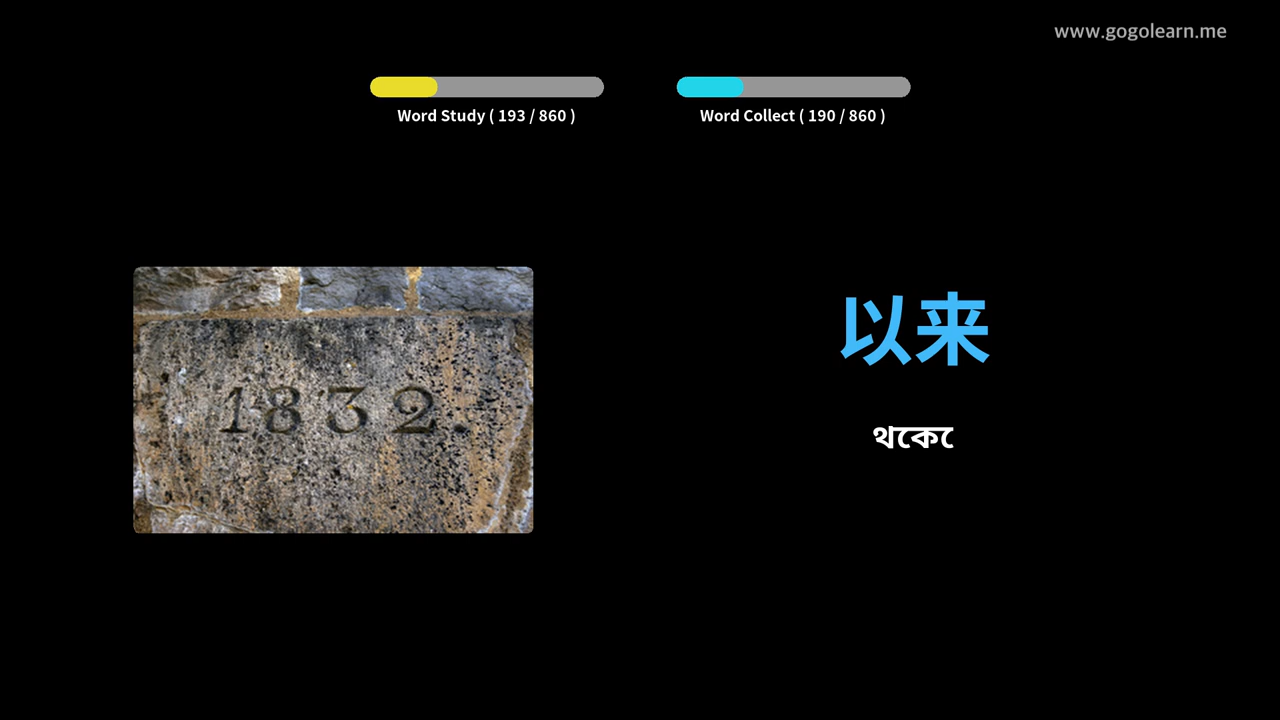 www.gogolearn.me
Word Study ( 193 / 860 )
Word Collect ( 190 / 860 )
1832.
以来
থেকে